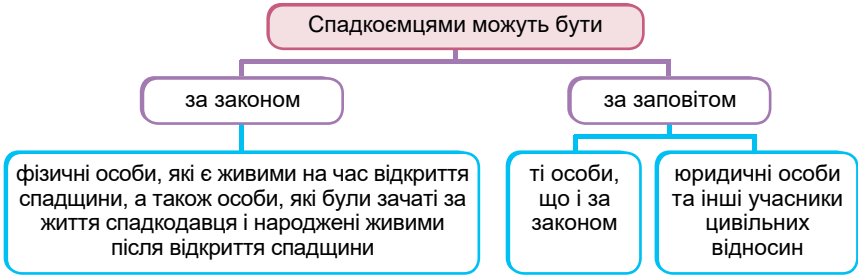 Спадкоємцями можуть бути
за законом
за заповітом
фізичні особи, які є живими на час відкриття
спадщини, а також особи, які були зачаті за
життя спадкодавця і народжені живими
після відкриття спадщини
ті особи,
що і за
законом
юридичні особи
та інші учасники
цивільних
відносин